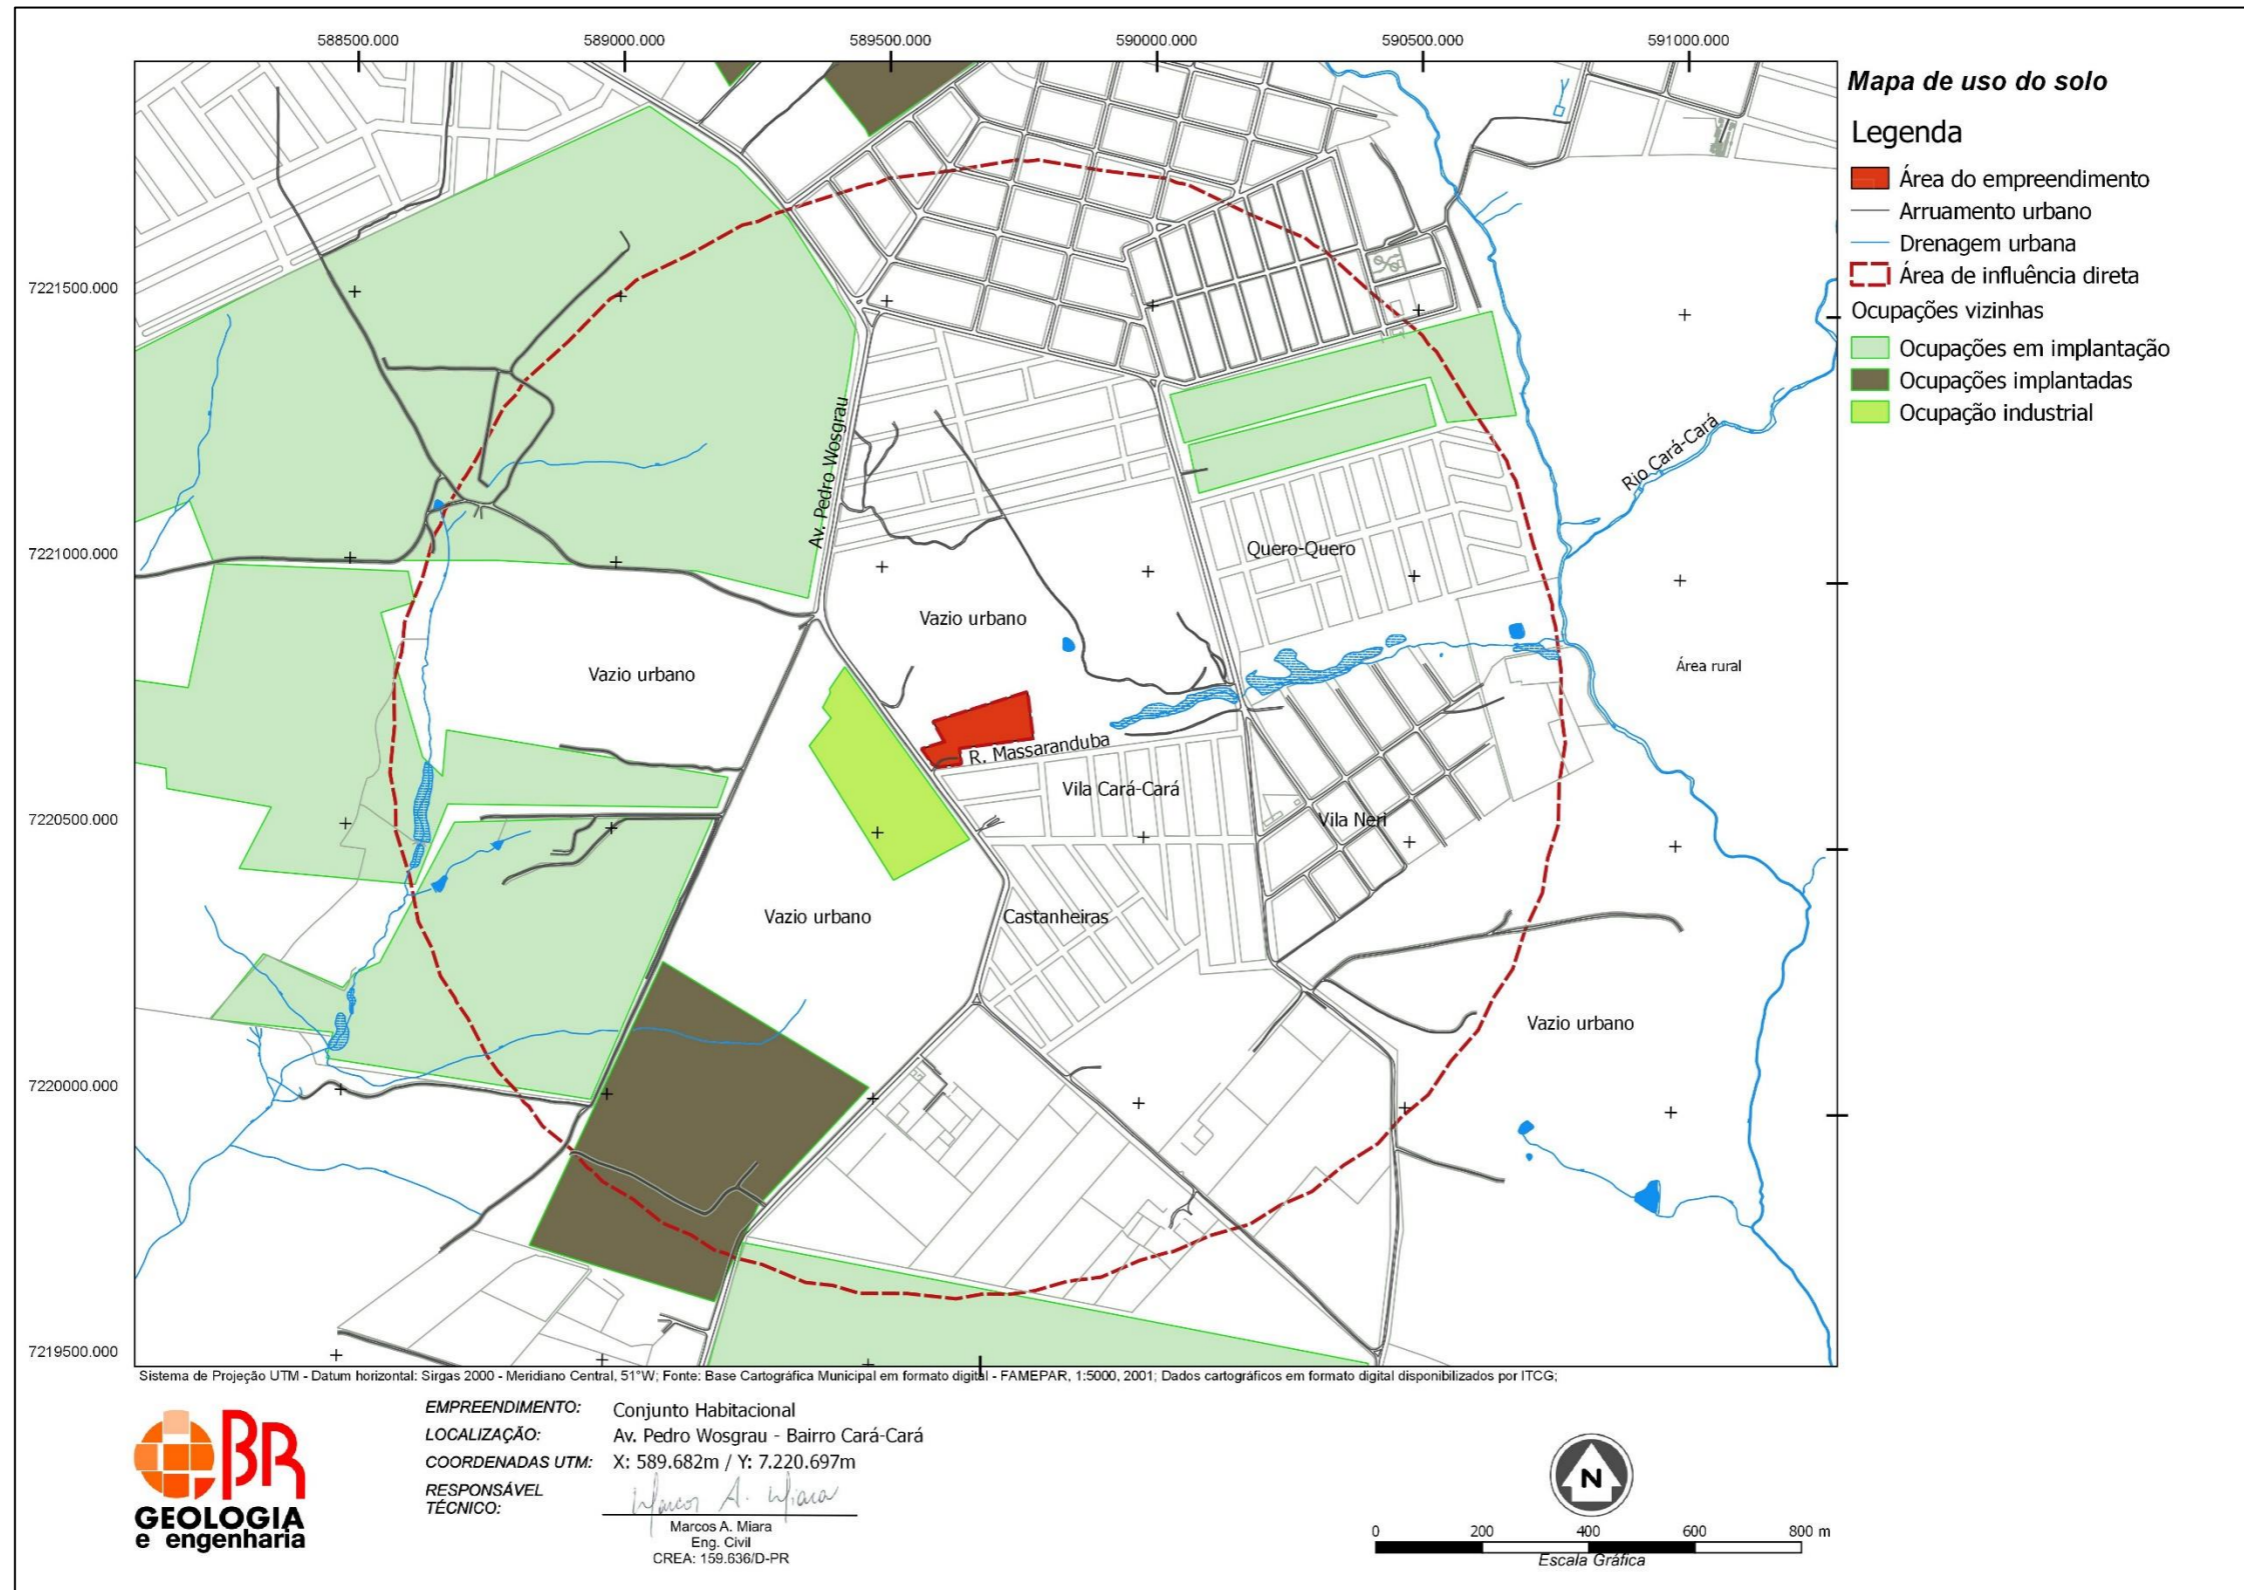 588500.000
589000.000
589500.000
590000.000
590500.000
591000.000
7221500.000
7221000.000
7220500.000
7220000.000
7219500.000
Av. Pedro Wosgrau
Rio Cará-Cará
Quero-Quero
Vazio urbano
Vazio urbano
Área rural
R. Massaranduba
Vila Cará-Cará
Vila Neri
Vazio urbano
Castanheiras
Vazio urbano
Mapa de uso do solo
Legenda
Área do empreendimento
Arruamento urbano
Drenagem urbana
Área de influência direta
Ocupações vizinhas
Ocupações em implantação
Ocupações implantadas
Ocupação industrial
Sistema de Projeção UTM - Datum horizontal: Sirgas 2000 - Meridiano Central, 51°W; Fonte: Base Cartográfica Municipal em formato digital - FAMEPAR, 1:5000, 2001; Dados cartográficos em formato digital disponibilizados por ITCG;
BR
GEOLOGIA
e engenharia
EMPREENDIMENTO: Conjunto Habitacional
LOCALIZAÇÃO: Av. Pedro Wosgrau - Bairro Cará-Cará
COORDENADAS UTM: X: 589.682m / Y: 7.220.697m
RESPONSÁVEL
TÉCNICO:
Marcos A. Miara
Marcos A. Miara
Eng. Civil
CREA: 159.636/D-PR
N
0 200 400 600 800 m
Escala Gráfica